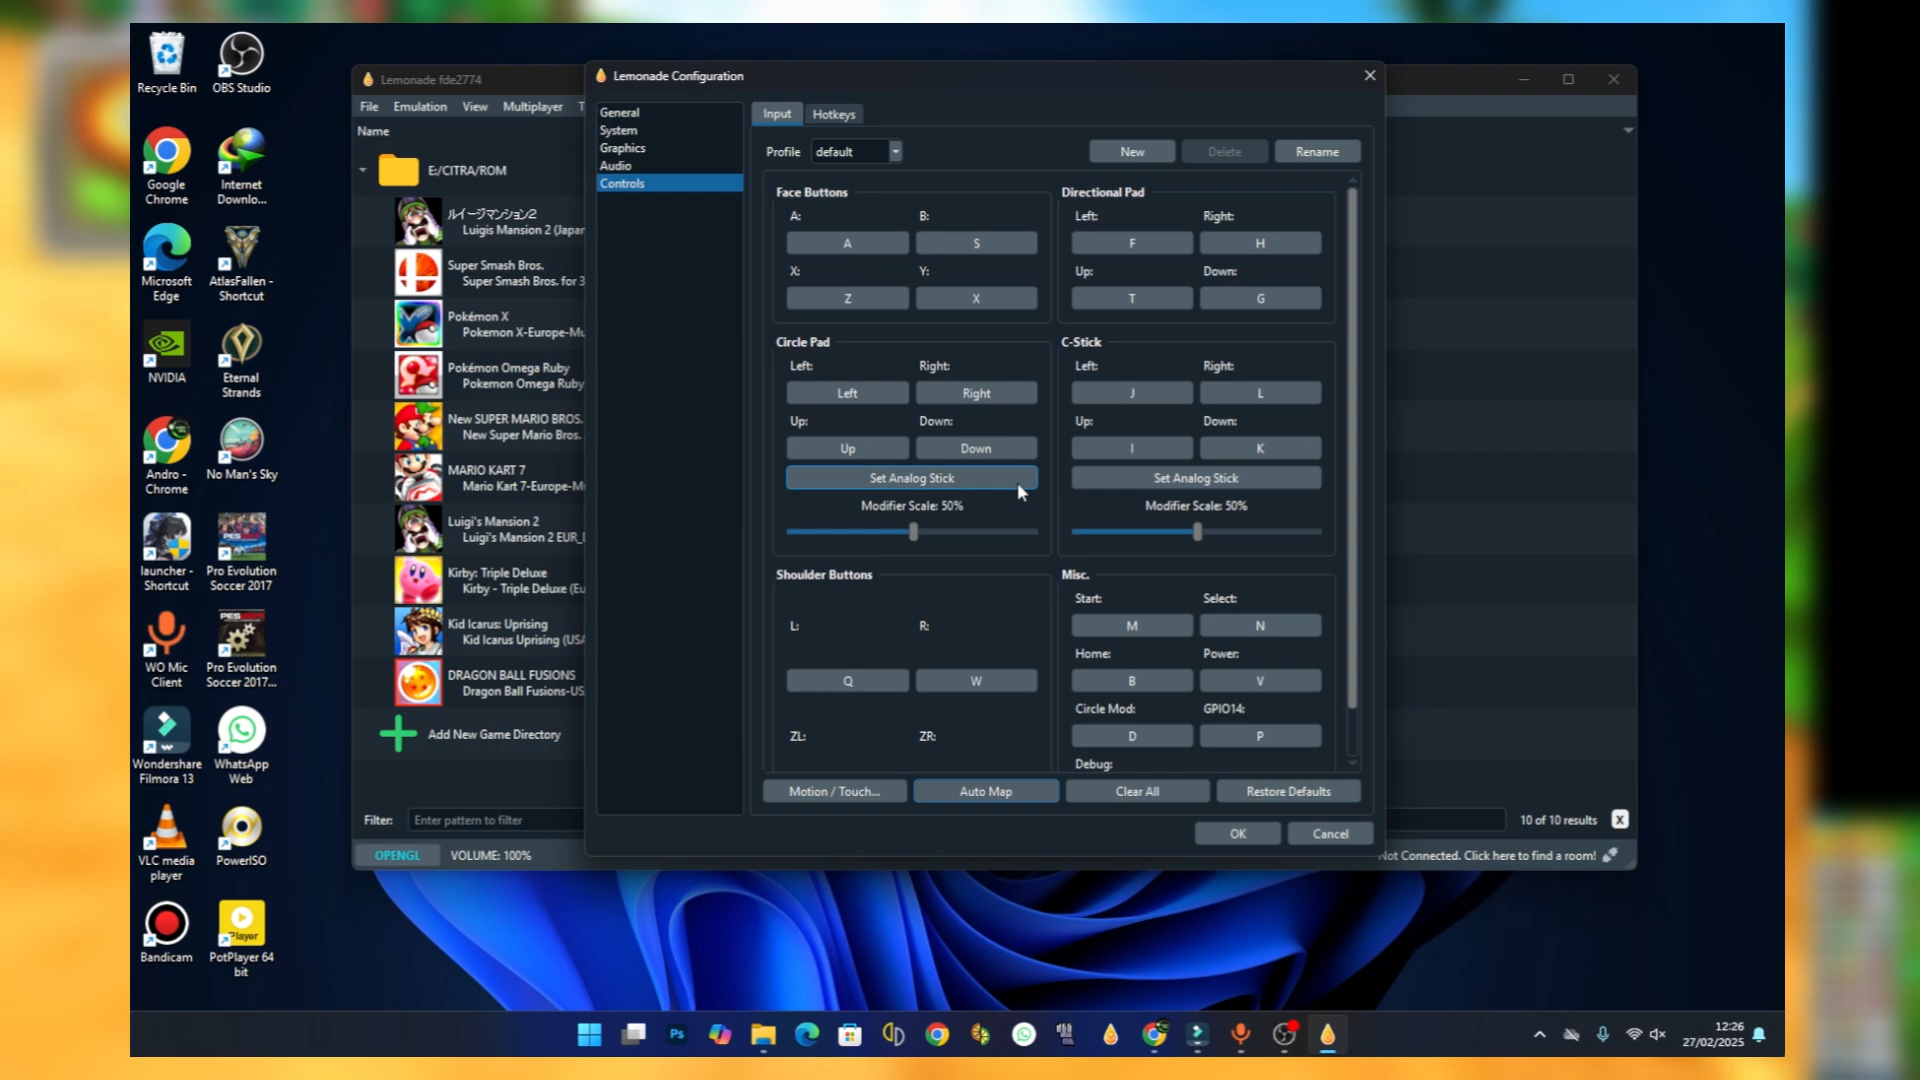 Recycle Bin
OBS Studio
Google
Chrome
Internet
Downlo...
Microsoft
Edge
AtlasFallen -
Shortcut
NVIDIA
Eternal
Strands
Andro -
Chrome
No Man's Sky
launcher -
Shortcut
Pro Evolution
Soccer 2017
WO Mic
Client
Pro Evolution
Soccer 2017...
Wondershare
Filmora 13
WhatsApp
Web
VLC media
player
PowerISO
Bandicam
Player
PotPlayer 64
bit
Lemonade fde2774
File Emulation View Multiplayer T
Name
E:/CITRA/ROM
ルイージマンション2
Luigis Mansion 2 (Japan
Super Smash Bros.
Super Smash Bros. for 3
Pokémon X
Pokemon X-Europe-Mu
Pokémon Omega Ruby
Pokemon Omega Ruby
New SUPER MARIO BROS.
New Super Mario Bros.
MARIO KART 7
Mario Kart 7-Europe-M
Luigi's Mansion 2
Luigi's Mansion 2 EUR_
Kirby: Triple Deluxe
Kirby - Triple Deluxe (Eu
Kid Icarus: Uprising
Kid Icarus Uprising (USA
DRAGON BALL FUSIONS
Dragon Ball Fusions-US
Add New Game Directory
Filter: Enter pattern to filter
10 of 10 results X
OPENGL VOLUME: 100%
Not Connected. Click here to find a room!
Lemonade Configuration
General
System
Graphics
Audio
Controls
Input Hotkeys
Profile default New Delete Rename
Face Buttons
A: B:
A S
X: Y:
Z X
Directional Pad
Left: Right:
F H
Up: Down:
T G
Circle Pad
Left: Right:
Left Right
Up: Down:
Up Down
Set Analog Stick
Modifier Scale: 50%
C-Stick
Left: Right:
J L
Up: Down:
I K
Set Analog Stick
Modifier Scale: 50%
Shoulder Buttons
L: R:
Q W
ZL: ZR:
Misc.
Start: Select:
M N
Home: Power:
B V
Circle Mod: GPIO14:
D P
Debug:
Motion / Touch... Auto Map Clear All Restore Defaults
OK Cancel
Ps
12:26
27/02/2025